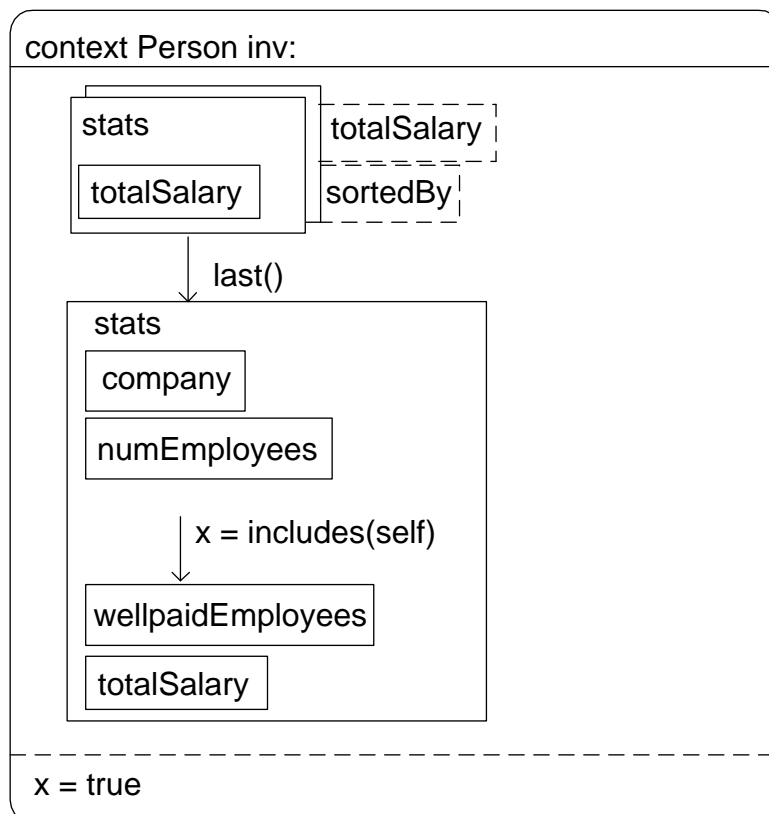 context Person inv:
stats
totalSalary
totalSalary
sortedBy
last()
stats
company
numEmployees
x = includes(self)
wellpaidEmployees
totalSalary
x = true